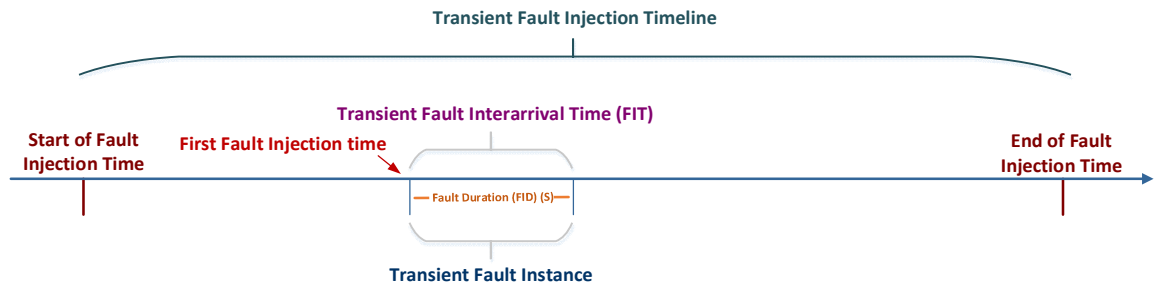 Transient Fault Injection Timeline
Transient Fault Interarrival Time (FIT)
Start of Fault
Injection Time
First Fault Injection time
End of Fault
Injection Time
Fault Duration (FID) (S)
Transient Fault Instance